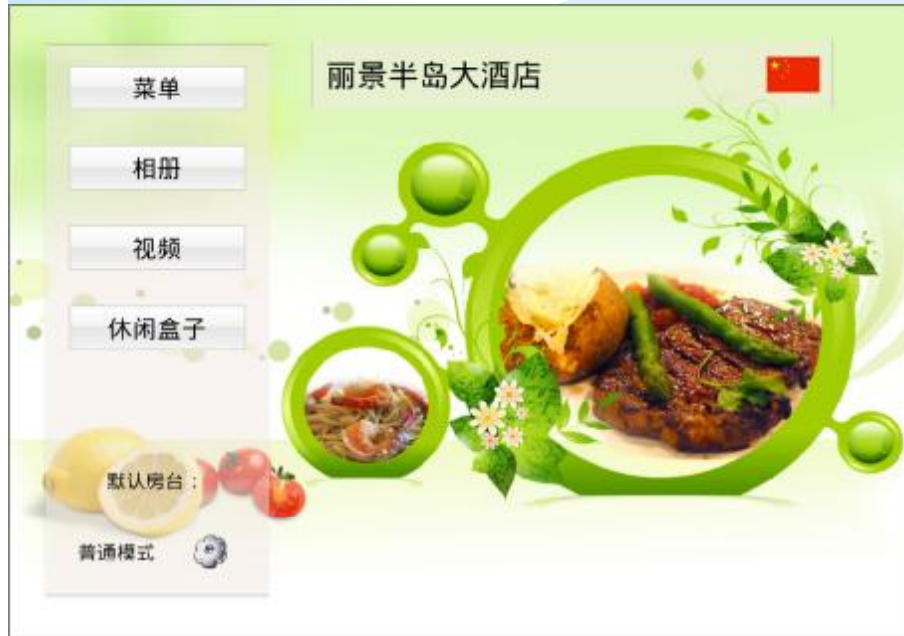 丽景半岛大酒店
菜单
相册
视频
休闲盒子
默认房台：
普通模式